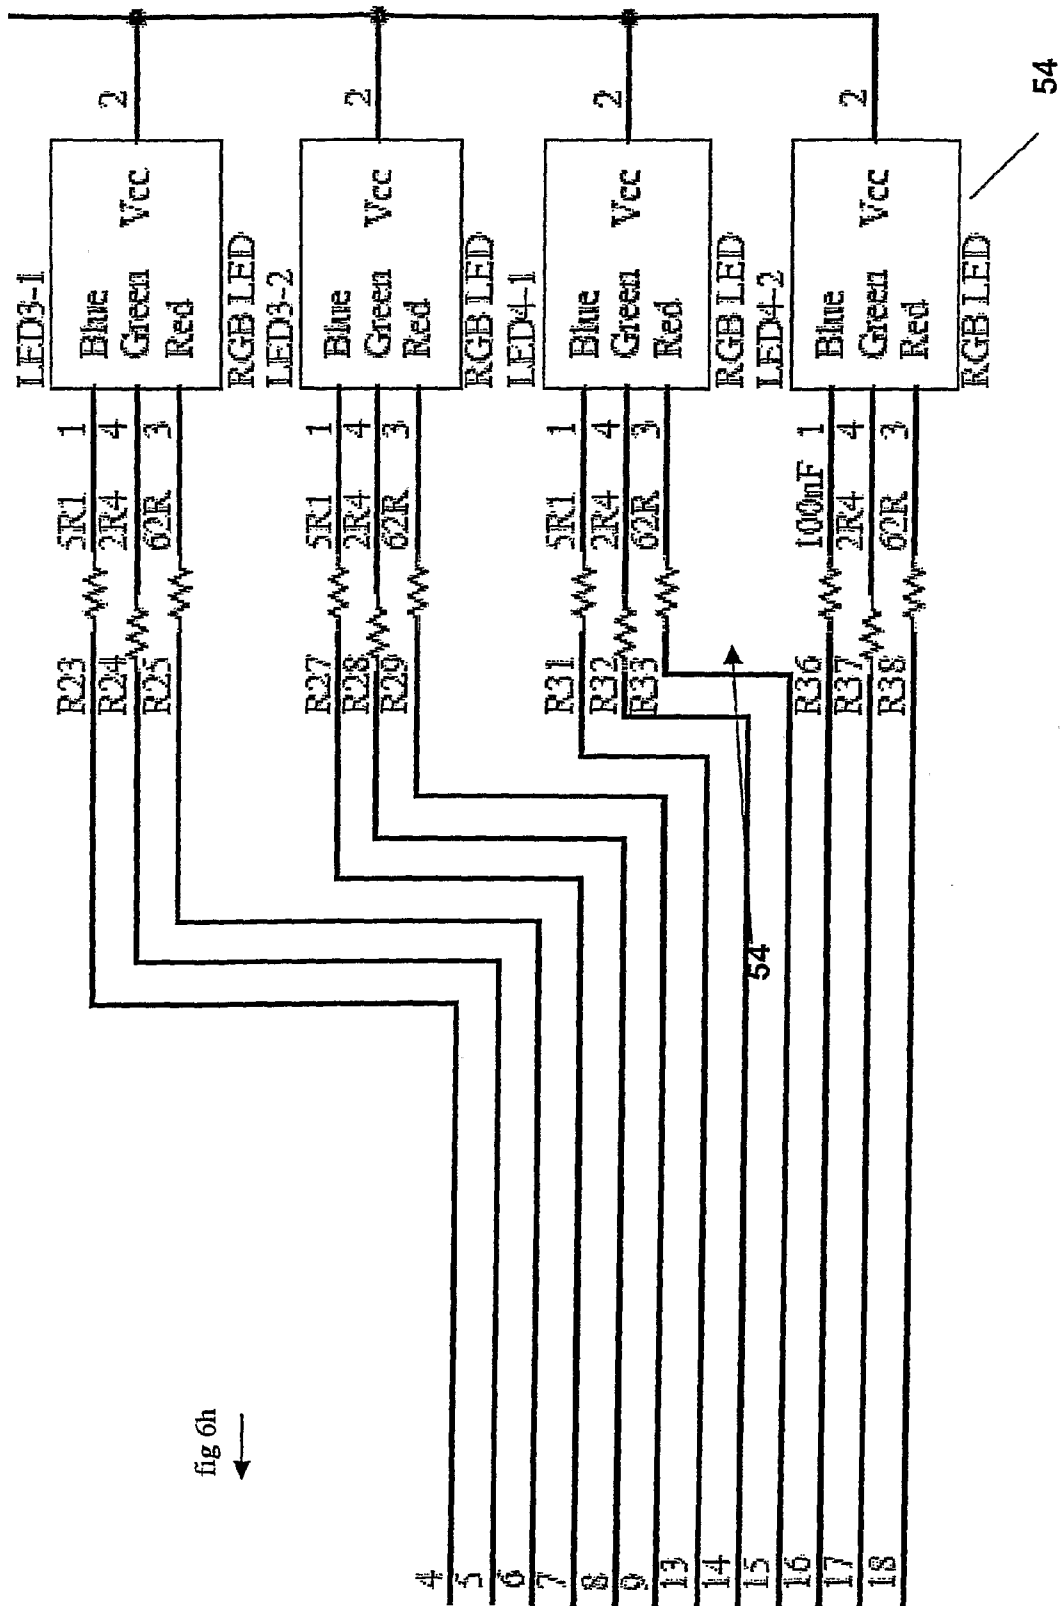 54
2
2
2
2
LED3-1
Blue
Green
Red
Vcc
RGB LED
LED3-2
Blue
Green
Red
Vcc
RGB LED
LED4-1
Blue
Green
Red
Vcc
RGB LED
LED4-2
Blue
Green
Red
Vcc
RGB LED
R23 5R1 1
R24 2R4 4
R25 62R 3
R27 5R1 1
R28 2R4 4
R29 62R 3
R31 5R1 1
R32 2R4 4
R33 62R 3
R36 100nF 1
R37 2R4 4
R38 62R 3
54
fig 6h
4
5
6
7
8
9
13
14
15
16
17
18